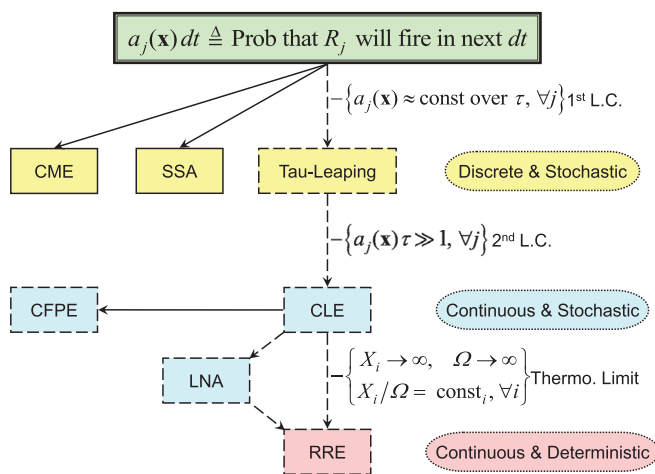 a_j(x) dt ≜ Prob that R_j will fire in next dt
–{a_j(x) ≈ const over τ, ∀j} 1st L.C.
CME SSA Tau-Leaping Discrete & Stochastic
–{a_j(x)τ ≫ 1, ∀j} 2nd L.C.
CFPE CLE Continuous & Stochastic
LNA
–{X_i → ∞, Ω → ∞
X_i/Ω = const_i, ∀i} Thermo. Limit
RRE Continuous & Deterministic